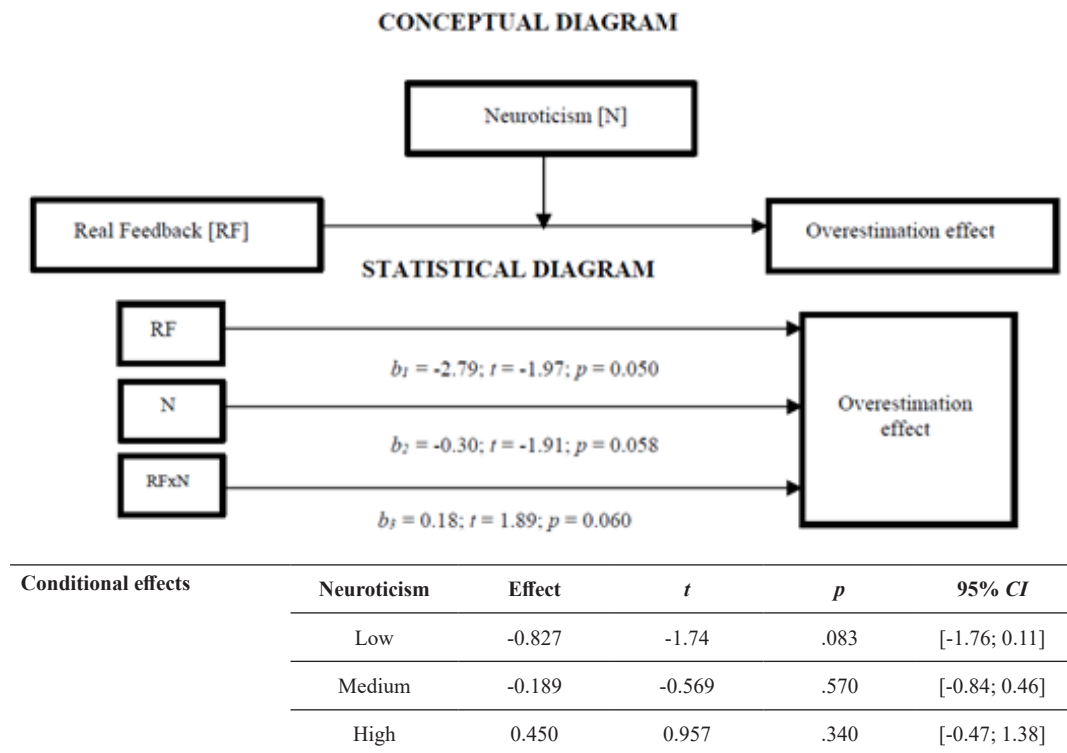 CONCEPTUAL DIAGRAM
Neuroticism [N]
Real Feedback [RF]
Overestimation effect
STATISTICAL DIAGRAM
RF
b₁ = -2.79; t = -1.97; p = 0.050
N
Overestimation
effect
b₂ = -0.30; t = -1.91; p = 0.058
RFxN
b₃ = 0.18; t = 1.89; p = 0.060
Conditional effects Neuroticism Effect t p 95% CI
Low -0.827 -1.74 .083 [-1.76; 0.11]
Medium -0.189 -0.569 .570 [-0.84; 0.46]
High 0.450 0.957 .340 [-0.47; 1.38]